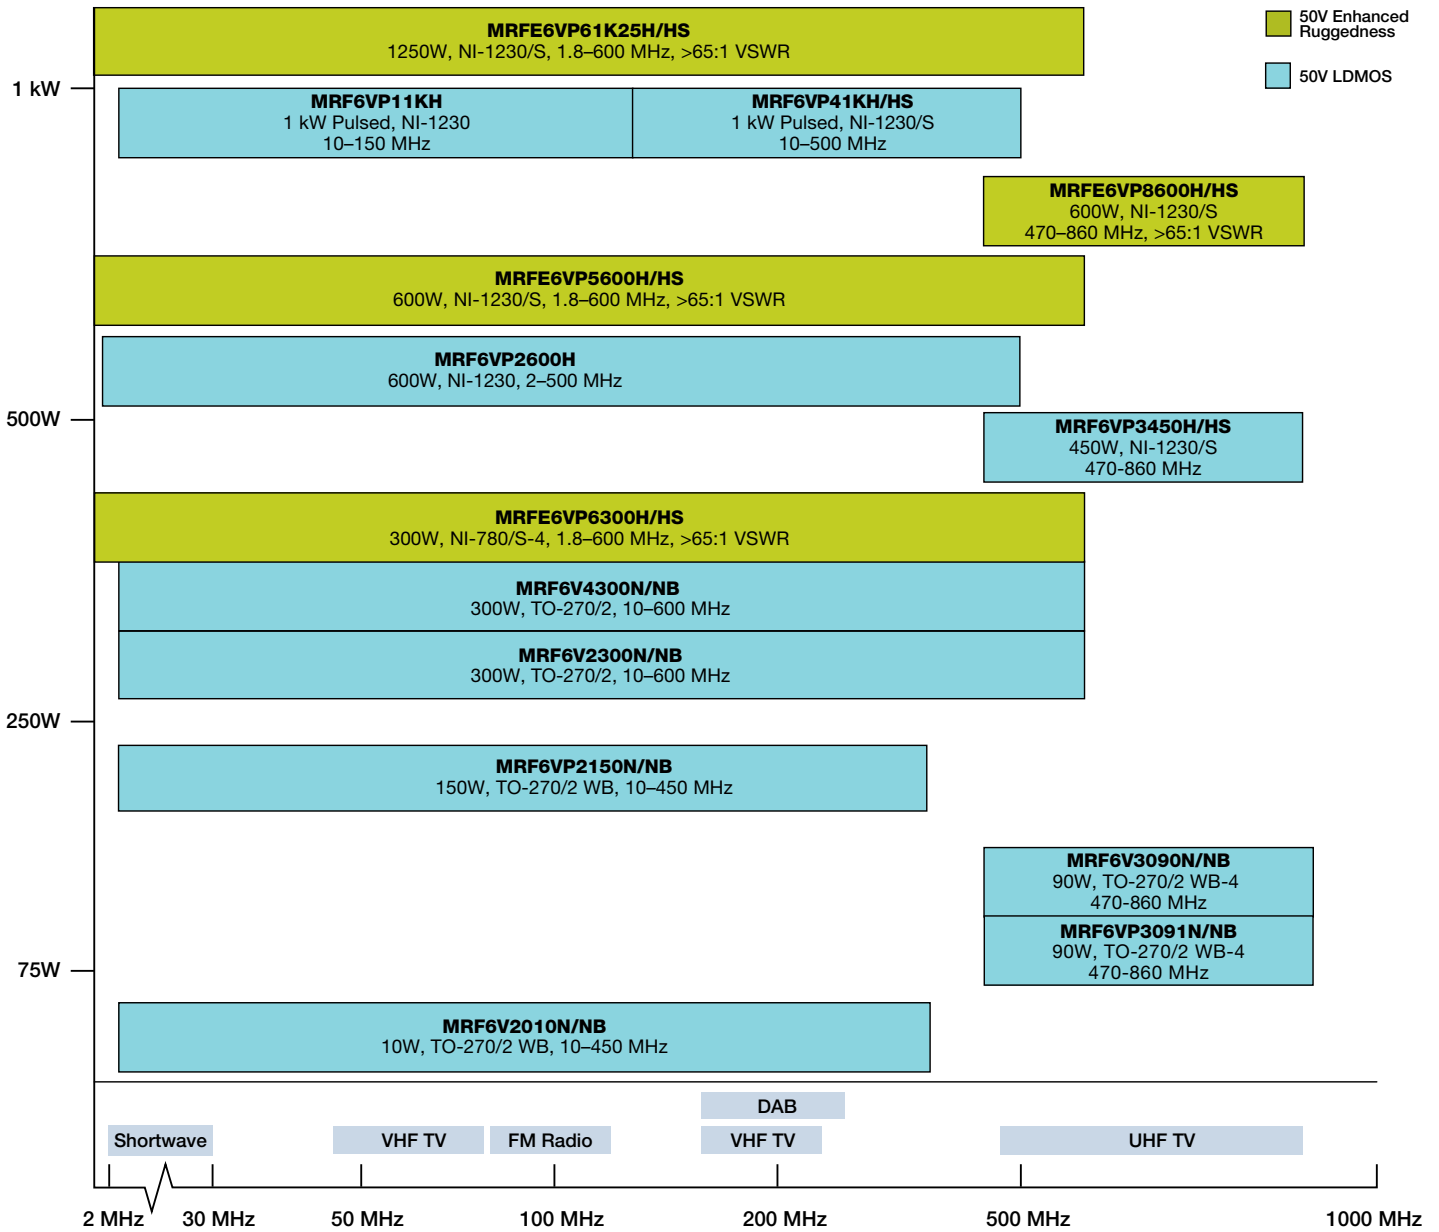 MRFE6VP61K25H/HS
1250W, NI-1230/S, 1.8–600 MHz, >65:1 VSWR
50V Enhanced
Ruggedness
50V LDMOS
1 kW
MRF6VP11KH
1 kW Pulsed, NI-1230
10–150 MHz
MRF6VP41KH/HS
1 kW Pulsed, NI-1230/S
10–500 MHz
MRFE6VP8600H/HS
600W, NI-1230/S
470–860 MHz, >65:1 VSWR
MRFE6VP5600H/HS
600W, NI-1230/S, 1.8–600 MHz, >65:1 VSWR
MRF6VP2600H
600W, NI-1230, 2–500 MHz
500W
MRF6VP3450H/HS
450W, NI-1230/S
470-860 MHz
MRFE6VP6300H/HS
300W, NI-780/S-4, 1.8–600 MHz, >65:1 VSWR
MRF6V4300N/NB
300W, TO-270/2, 10–600 MHz
MRF6V2300N/NB
300W, TO-270/2, 10–600 MHz
250W
MRF6VP2150N/NB
150W, TO-270/2 WB, 10–450 MHz
MRF6V3090N/NB
90W, TO-270/2 WB-4
470-860 MHz
MRF6VP3091N/NB
90W, TO-270/2 WB-4
470-860 MHz
75W
MRF6V2010N/NB
10W, TO-270/2 WB, 10–450 MHz
DAB
Shortwave
VHF TV
FM Radio
VHF TV
UHF TV
2 MHz
30 MHz
50 MHz
100 MHz
200 MHz
500 MHz
1000 MHz